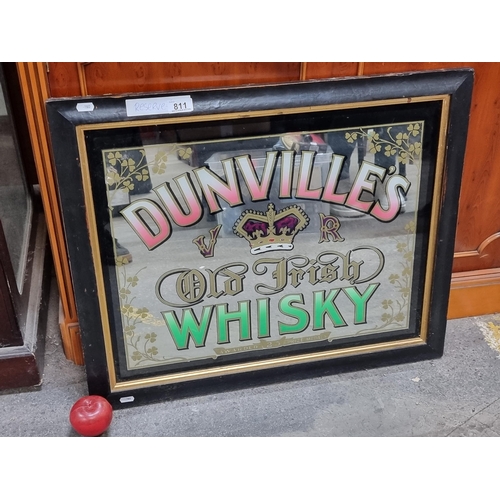 811
DUNVILLE'S
V R
Old Irish
WHISKY